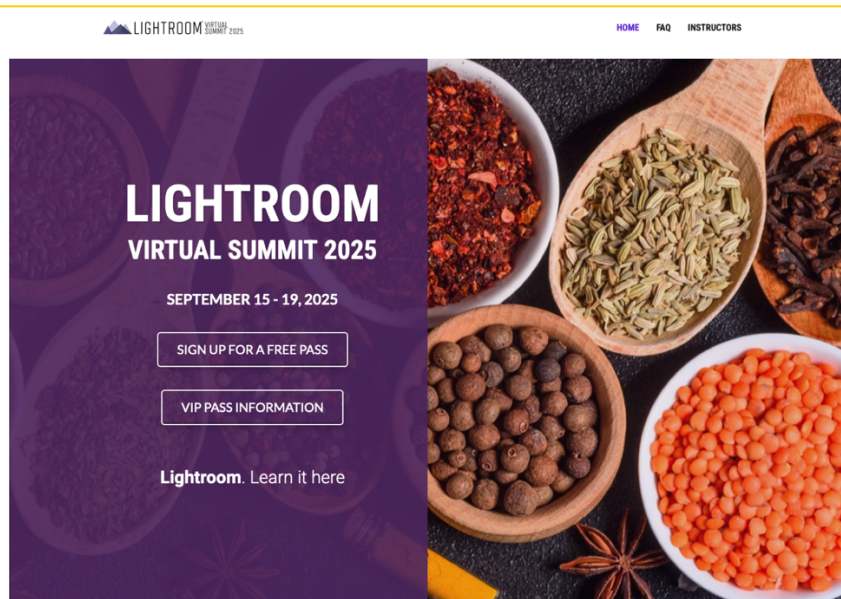 LIGHTROOM VIRTUAL SUMMIT 2025
HOME FAQ INSTRUCTORS
LIGHTROOM
VIRTUAL SUMMIT 2025
SEPTEMBER 15 - 19, 2025
SIGN UP FOR A FREE PASS
VIP PASS INFORMATION
Lightroom. Learn it here